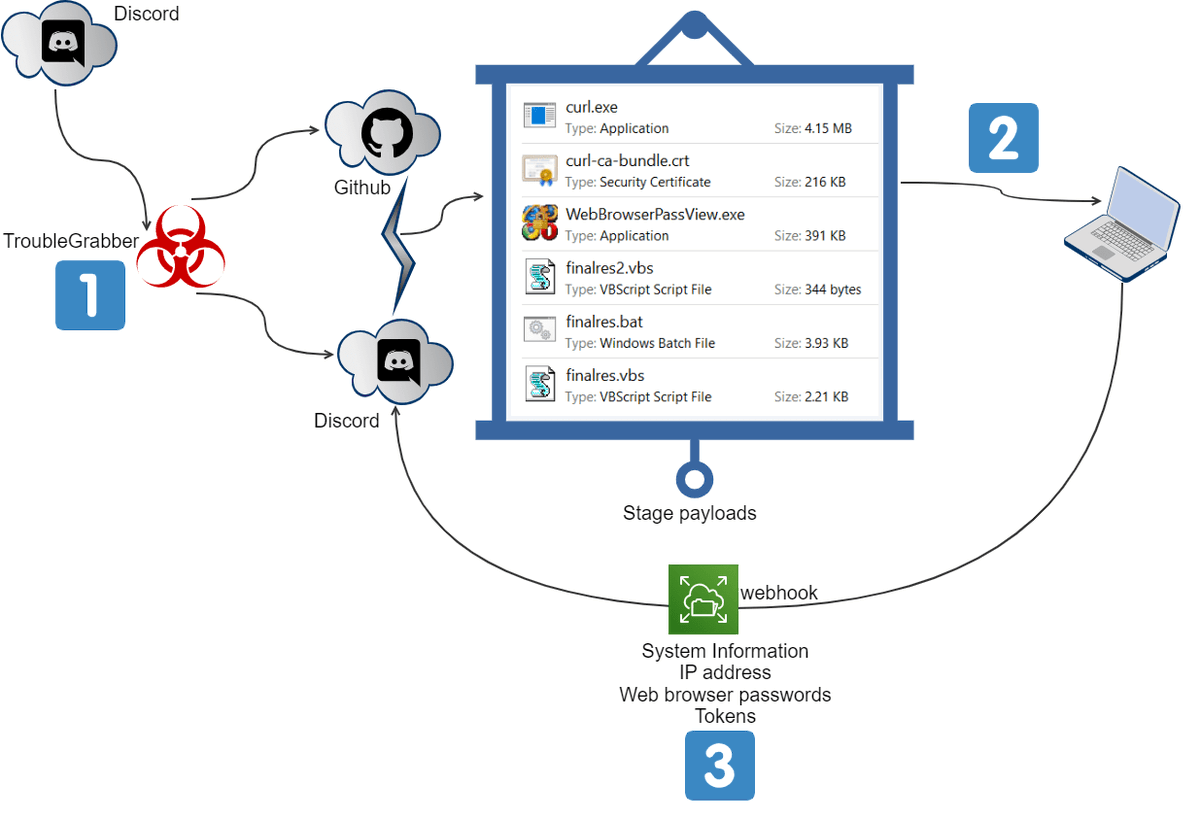 Discord
Github
TroubleGrabber
1
Discord
curl.exe
Type: Application Size: 4.15 MB
curl-ca-bundle.crt
Type: Security Certificate Size: 216 KB
WebBrowserPassView.exe
Type: Application Size: 391 KB
finalres2.vbs
Type: VBScript Script File Size: 344 bytes
finalres.bat
Type: Windows Batch File Size: 3.93 KB
finalres.vbs
Type: VBScript Script File Size: 2.21 KB
Stage payloads
2
webhook
System Information
IP address
Web browser passwords
Tokens
3